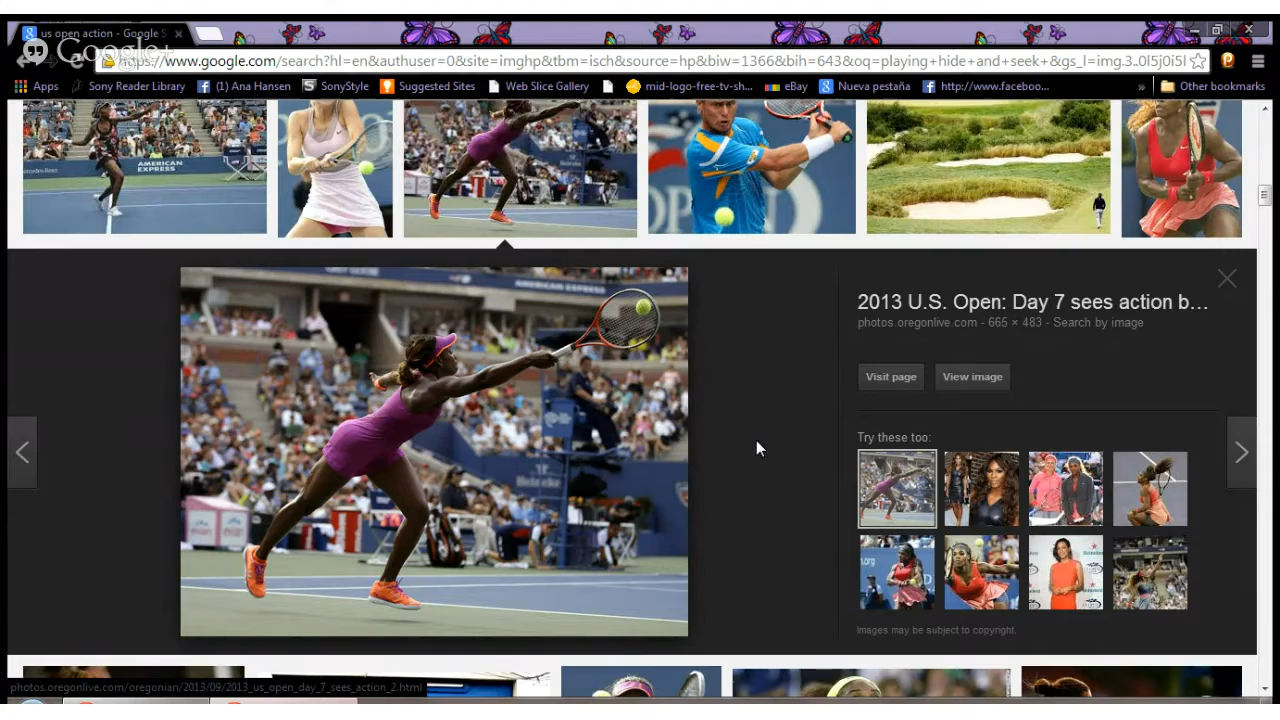 us open action - Google S
Google+
https://www.google.com/search?hl=en&authuser=0&site=imghp&tbm=isch&source=hp&biw=1366&bih=643&oq=playing+hide+and+seek+&gs_l=img.3..0l5j0i5l
Apps
Sony Reader Library
(1) Ana Hansen
SonyStyle
Suggested Sites
Web Slice Gallery
mid-logo-free-tv-sh...
eBay
Nueva pestaña
http://www.faceboo...
»
Other bookmarks
AMERICAN EXPRESS
AMERICAN EXPRESS
Heineken
2013 U.S. Open: Day 7 sees action b...
photos.oregonlive.com - 665 × 483 - Search by image
Visit page
View image
Try these too:
Images may be subject to copyright.
photos.oregonlive.com/oregonian/2013/09/2013_us_open_day_7_sees_action_2.html